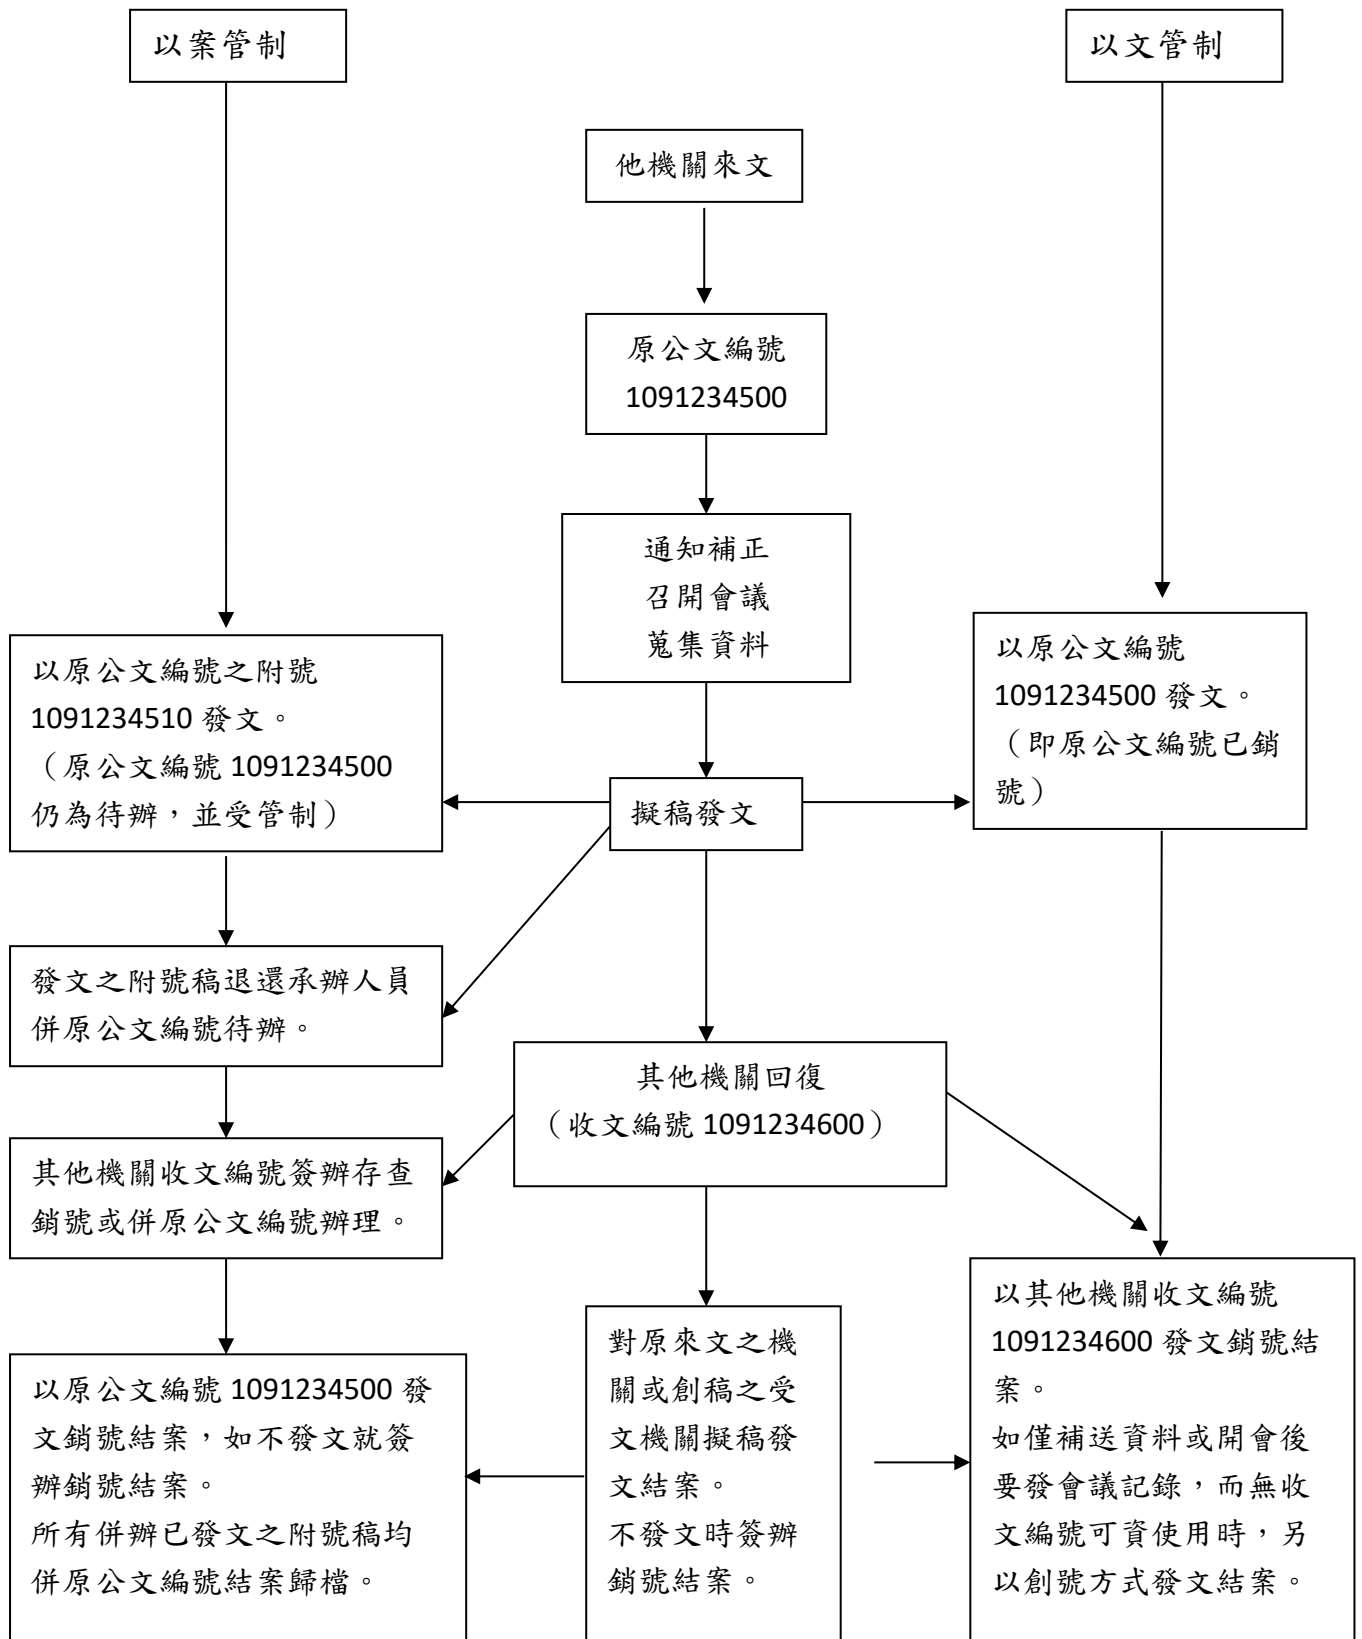 以案管制
以文管制
他機關來文
原公文編號
1091234500
通知補正
召開會議
蒐集資料
以原公文編號之附號
1091234510 發文。
（原公文編號 1091234500
仍為待辦，並受管制）
擬稿發文
以原公文編號
1091234500 發文。
（即原公文編號已銷
號）
發文之附號稿退還承辦人員
併原公文編號待辦。
其他機關回復
（收文編號 1091234600）
其他機關收文編號簽辦存查
銷號或併原公文編號辦理。
以原公文編號 1091234500 發
文銷號結案，如不發文就簽
辦銷號結案。
所有併辦已發文之附號稿均
併原公文編號結案歸檔。
對原來文之機
關或創稿之受
文機關擬稿發
文結案。
不發文時簽辦
銷號結案。
以其他機關收文編號
1091234600 發文銷號結
案。
如僅補送資料或開會後
要發會議記錄，而無收
文編號可資使用時，另
以創號方式發文結案。